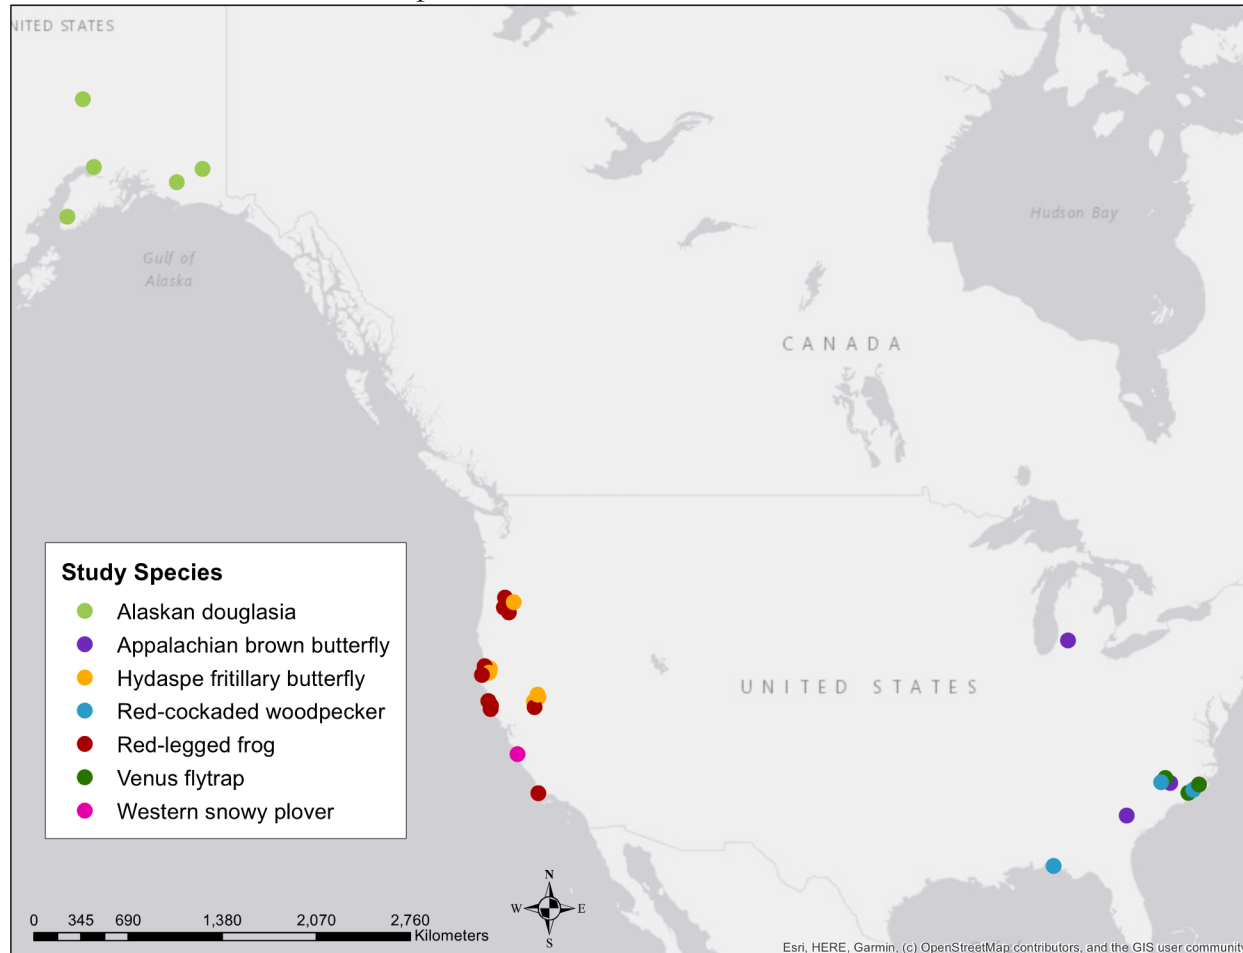 NITED STATES
Hudson Bay
Gulf of
Alaska
CANADA
Study Species
Alaskan douglasia
Appalachian brown butterfly
Hydaspe fritillary butterfly
Red-cockaded woodpecker
Red-legged frog
Venus flytrap
Western snowy plover
UNITED STATES
N
W E
S
0 345 690 1,380 2,070 2,760
Kilometers
Esri, HERE, Garmin, (c) OpenStreetMap contributors, and the GIS user community